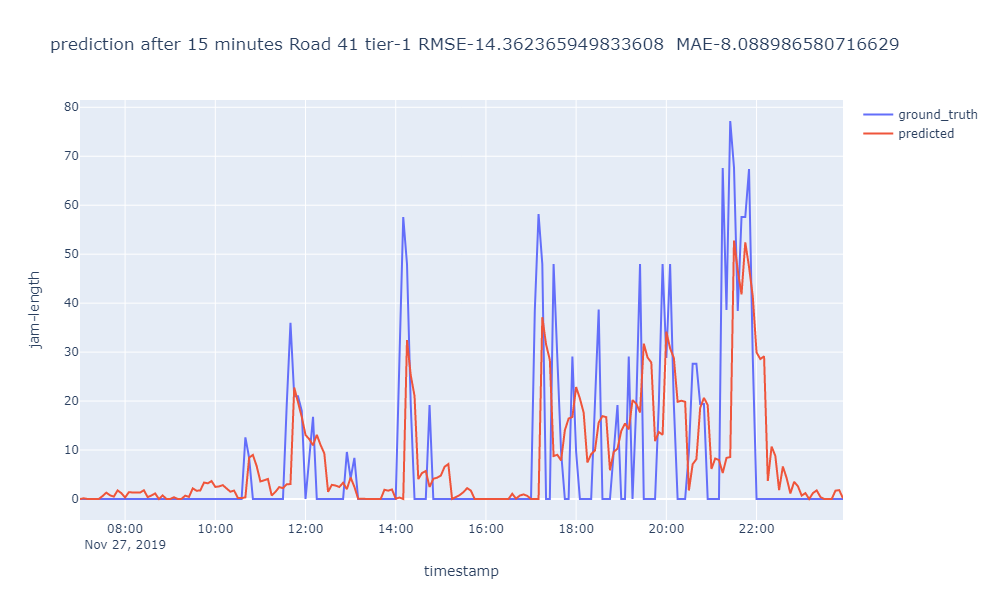 prediction after 15 minutes Road 41 tier-1 RMSE-14.362365949833608 MAE-8.088986580716629
ground_truth
predicted
80
70
60
50
40
30
20
10
0
jam-length
08:00 10:00 12:00 14:00 16:00 18:00 20:00 22:00
Nov 27, 2019
timestamp